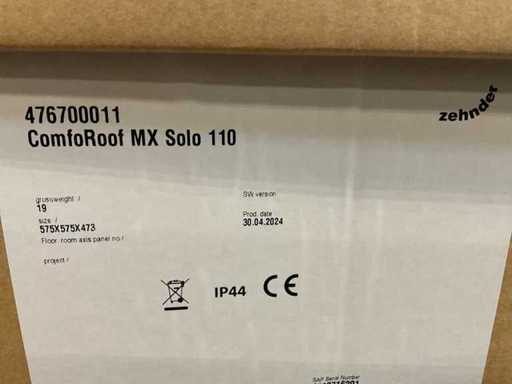 zehnder
476700011
ComfoRoof MX Solo 110
grossweight /
19
size /
575X575X473
Floor. room axis panel no /
project /
SW version
Prod. date
30.04.2024
IP44 CE
SAP Serial Number